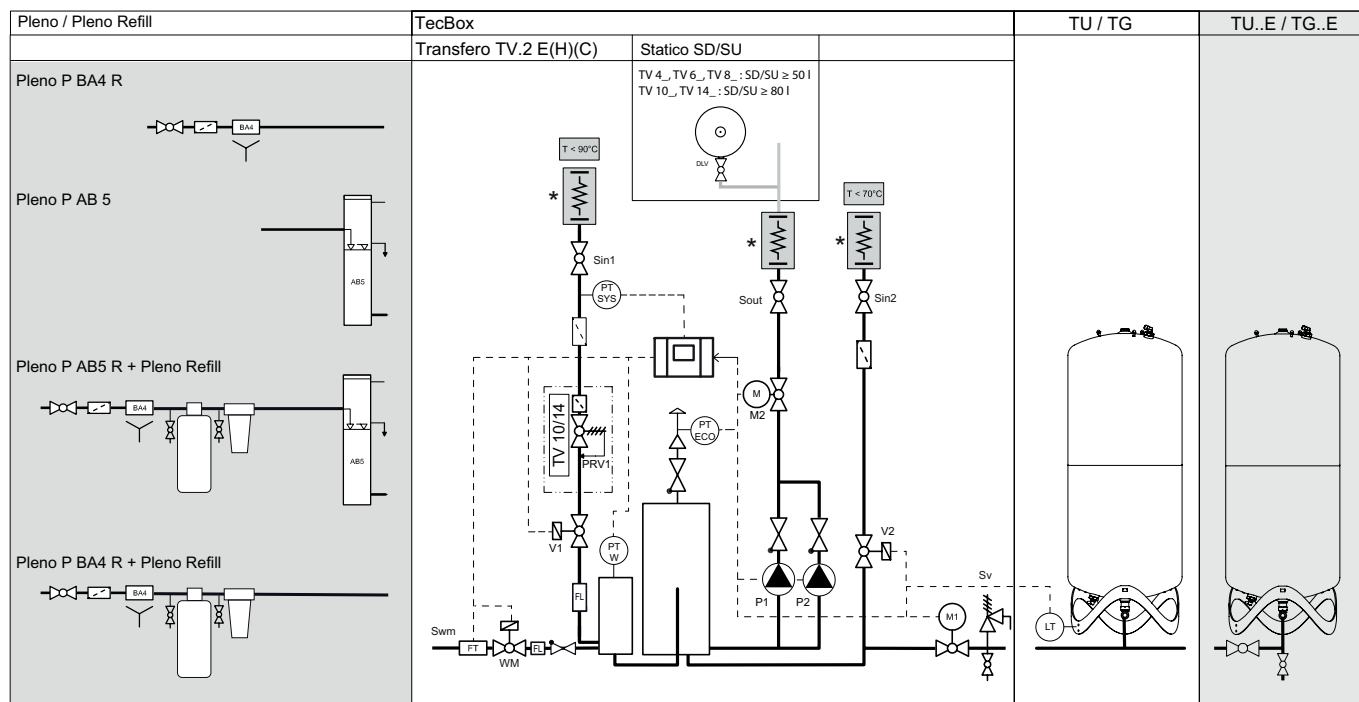 Pleno / Pleno Refill
TecBox
TU / TG
TU..E / TG..E
Transfero TV.2 E(H)(C)
Statico SD/SU
Pleno P BA4 R
BA4
Pleno P AB 5
AB5
Pleno P AB5 R + Pleno Refill
BA4
AB5
Pleno P BA4 R + Pleno Refill
BA4
TV 4_, TV 6_, TV 8_ : SD/SU ≥ 50 l
TV 10_, TV 14_ : SD/SU ≥ 80 l
DLV
T < 90°C
*
Sin1
PT
SYS
TV 10/14
PRV1
V1
FL
PT
W
Swm
FT
WM
FL
PT
ECO
*
Sout
M
M2
P1
P2
T < 70°C
*
Sin2
V2
M1
Sv
LT